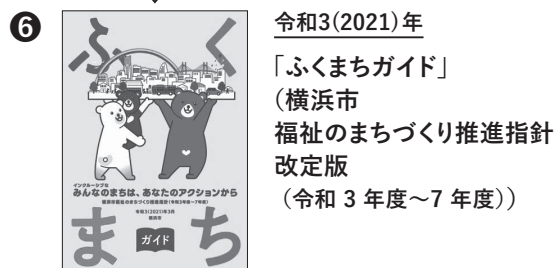 ❻
令和3(2021)年
「ふくまちガイド」
(横浜市
福祉のまちづくり推進指針
改定版
（令和 3 年度～7 年度）)
ふく
インクルーシブな
みんなのまちは、あなたのアクションから
横浜市福祉のまちづくり推進指針(令和3年度～7年度)
令和3(2021)年3月
横浜市
まち
ガイド